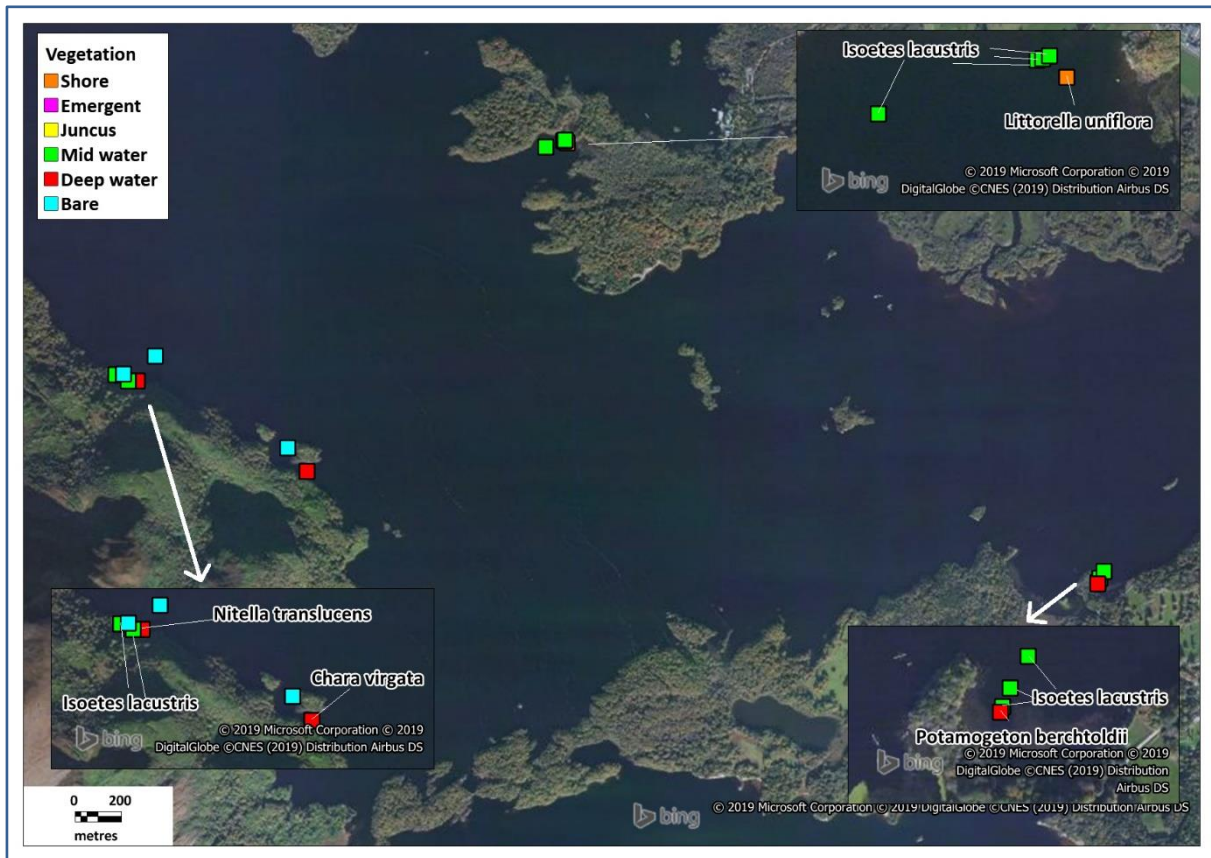 Vegetation
Shore
Emergent
Juncus
Mid water
Deep water
Bare
Isoetes lacustris
Littorella uniflora
© 2019 Microsoft Corporation © 2019
bing
DigitalGlobe ©CNES (2019) Distribution Airbus DS
Nitella translucens
Chara virgata
Isoetes lacustris
© 2019 Microsoft Corporation © 2019
bing
DigitalGlobe ©CNES (2019) Distribution Airbus DS
Isoetes lacustris
Potamogeton berchtoldii
© 2019 Microsoft Corporation © 2019
bing
DigitalGlobe ©CNES (2019) Distribution
Airbus DS
0 200
metres
bing
© 2019 Microsoft Corporation © 2019 DigitalGlobe ©CNES (2019) Distribution Airbus DS